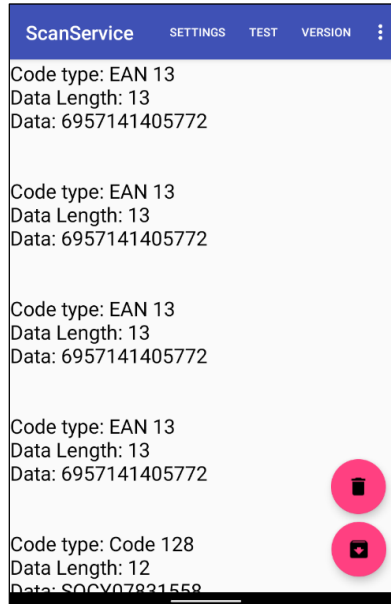 ScanService SETTINGS TEST VERSION
Code type: EAN 13
Data Length: 13
Data: 6957141405772
Code type: EAN 13
Data Length: 13
Data: 6957141405772
Code type: EAN 13
Data Length: 13
Data: 6957141405772
Code type: EAN 13
Data Length: 13
Data: 6957141405772
Code type: Code 128
Data Length: 12
Data: SOCY07831558